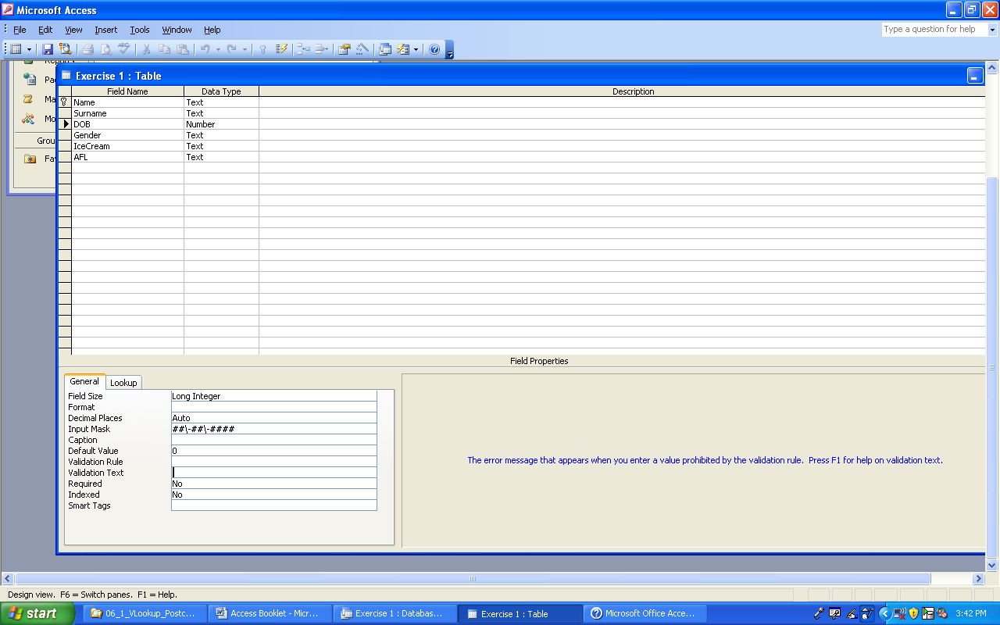 Microsoft Access
File Edit View Insert Tools Window Help
Type a question for help
Reports
Pa
Exercise 1 : Table
Ma
Mo
Grou
Fa
Field Name Data Type Description
Name Text
Surname Text
DOB Number
Gender Text
IceCream Text
AFL Text
Field Properties
General Lookup
Field Size Long Integer
Format
Decimal Places Auto
Input Mask ##\-##\-####
Caption
Default Value 0
Validation Rule
Validation Text
Required No
Indexed No
Smart Tags
The error message that appears when you enter a value prohibited by the validation rule. Press F1 for help on validation text.
Design view. F6 = Switch panes. F1 = Help.
start 06_1_VLookup_Postc... Access Booklet - Micr... Exercise 1 : Databas... Exercise 1 : Table Microsoft Office Acce... 3:42 PM